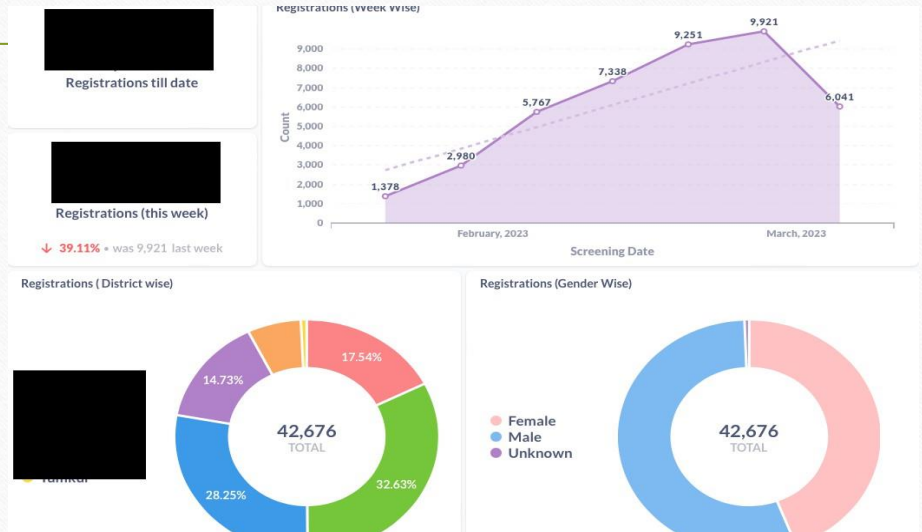 Registrations (Week Wise)
Registrations till date
Registrations (this week)
↓ 39.11% • was 9,921 last week
9,000
8,000
7,000
6,000
5,000
4,000
3,000
2,000
1,000
0
Count
1,378
2,980
5,767
7,338
9,251
9,921
6,041
February, 2023
March, 2023
Screening Date
Registrations ( District wise)
17.54%
32.63%
28.25%
14.73%
42,676
TOTAL
Registrations (Gender Wise)
Female
Male
Unknown
42,676
TOTAL